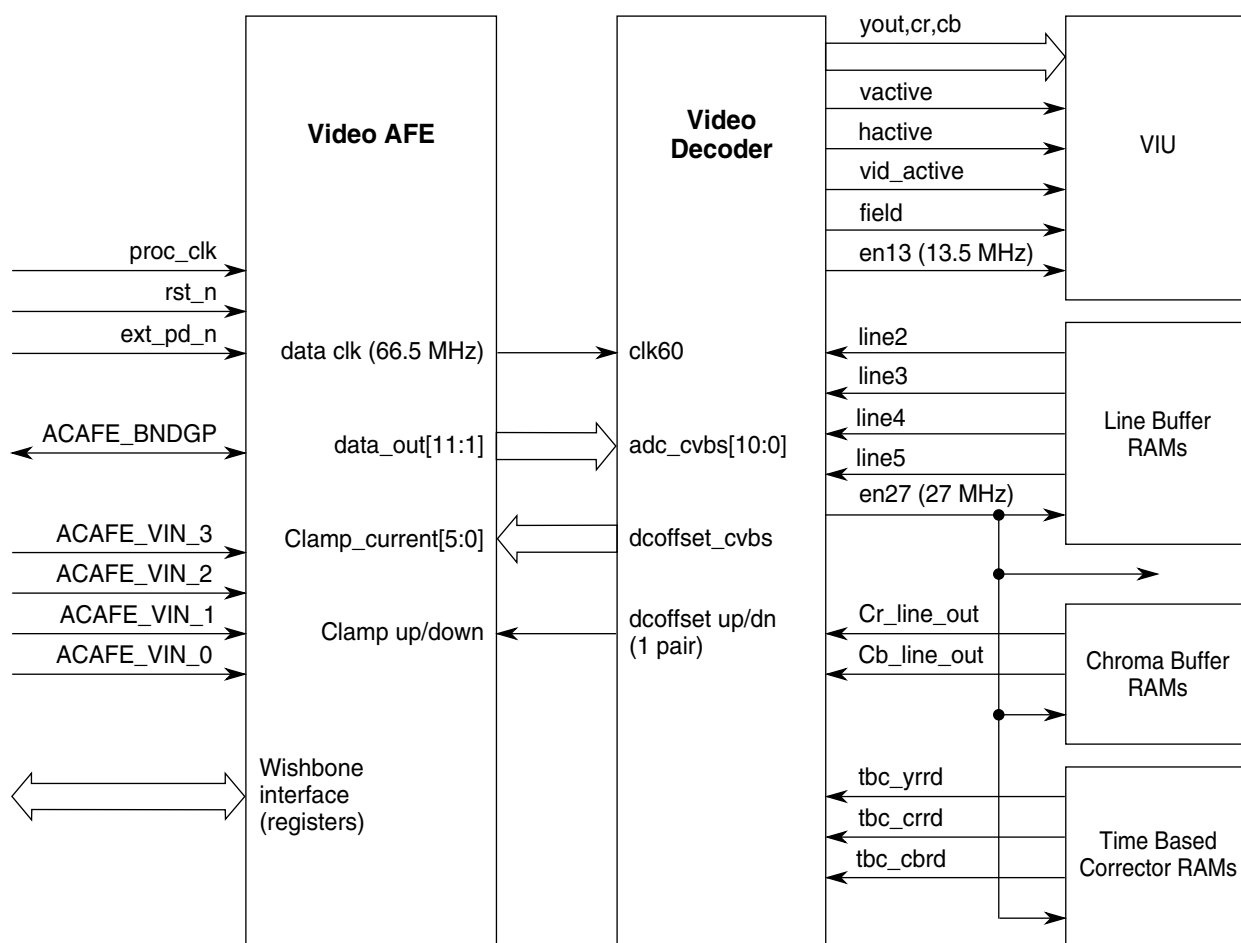 yout,cr,cb
vactive
hactive
vid_active
field
en13 (13.5 MHz)
Video AFE
Video
Decoder
VIU
proc_clk
rst_n
ext_pd_n
data clk (66.5 MHz)
clk60
line2
line3
line4
line5
en27 (27 MHz)
Line Buffer
RAMs
ACAFE_BNDGP
data_out[11:1]
adc_cvbs[10:0]
ACAFE_VIN_3
ACAFE_VIN_2
ACAFE_VIN_1
ACAFE_VIN_0
Clamp_current[5:0]
dcoffset_cvbs
Clamp up/down
dcoffset up/dn
(1 pair)
Cr_line_out
Cb_line_out
Chroma Buffer
RAMs
Wishbone
interface
(registers)
tbc_yrrd
tbc_crrd
tbc_cbrd
Time Based
Corrector RAMs